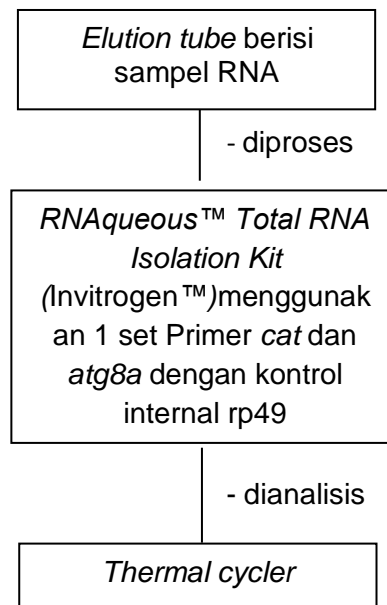 Elution tube berisi
sampel RNA
- diproses
RNAqueous™ Total RNA
Isolation Kit
(Invitrogen™)menggunak
an 1 set Primer cat dan
atg8a dengan kontrol
internal rp49
- dianalisis
Thermal cycler